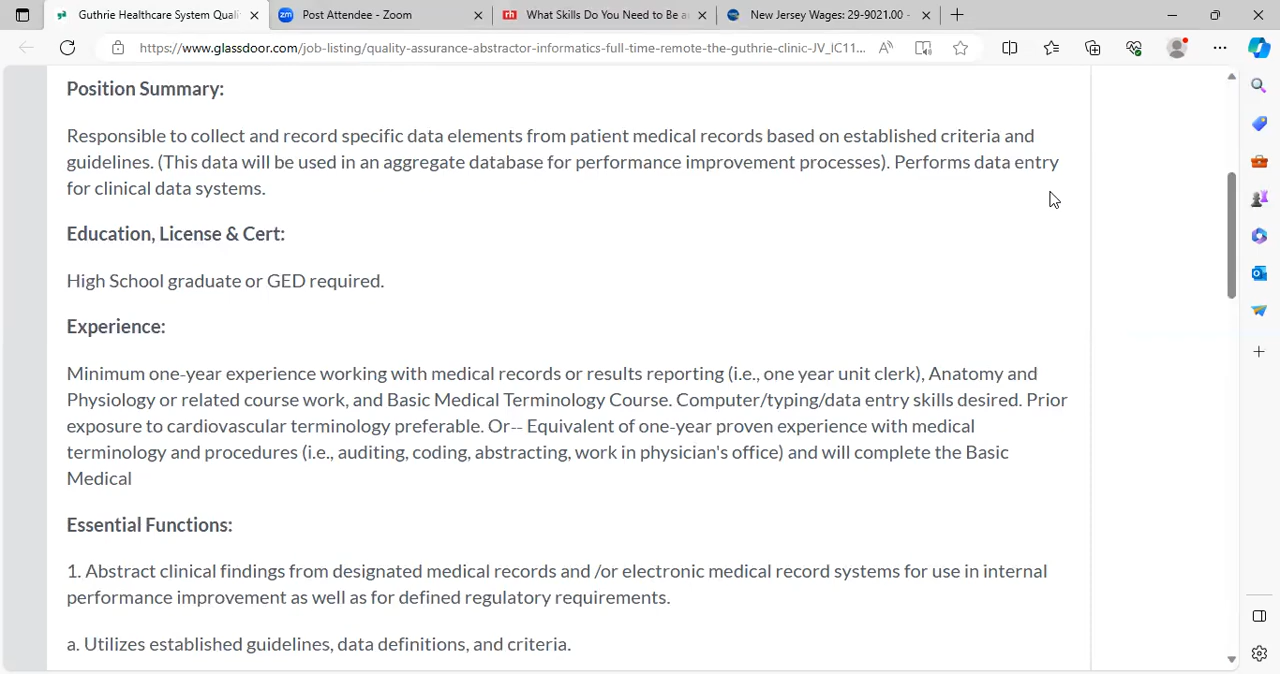 Guthrie Healthcare System Quali
Post Attendee - Zoom
What Skills Do You Need to Be a
New Jersey Wages: 29-9021.00 -
https://www.glassdoor.com/job-listing/quality-assurance-abstractor-informatics-full-time-remote-the-guthrie-clinic-JV_IC11...
Position Summary:
Responsible to collect and record specific data elements from patient medical records based on established criteria and
guidelines. (This data will be used in an aggregate database for performance improvement processes). Performs data entry
for clinical data systems.
Education, License & Cert:
High School graduate or GED required.
Experience:
Minimum one-year experience working with medical records or results reporting (i.e., one year unit clerk), Anatomy and
Physiology or related course work, and Basic Medical Terminology Course. Computer/typing/data entry skills desired. Prior
exposure to cardiovascular terminology preferable. Or-- Equivalent of one-year proven experience with medical
terminology and procedures (i.e., auditing, coding, abstracting, work in physician's office) and will complete the Basic
Medical
Essential Functions:
1. Abstract clinical findings from designated medical records and /or electronic medical record systems for use in internal
performance improvement as well as for defined regulatory requirements.
a. Utilizes established guidelines, data definitions, and criteria.